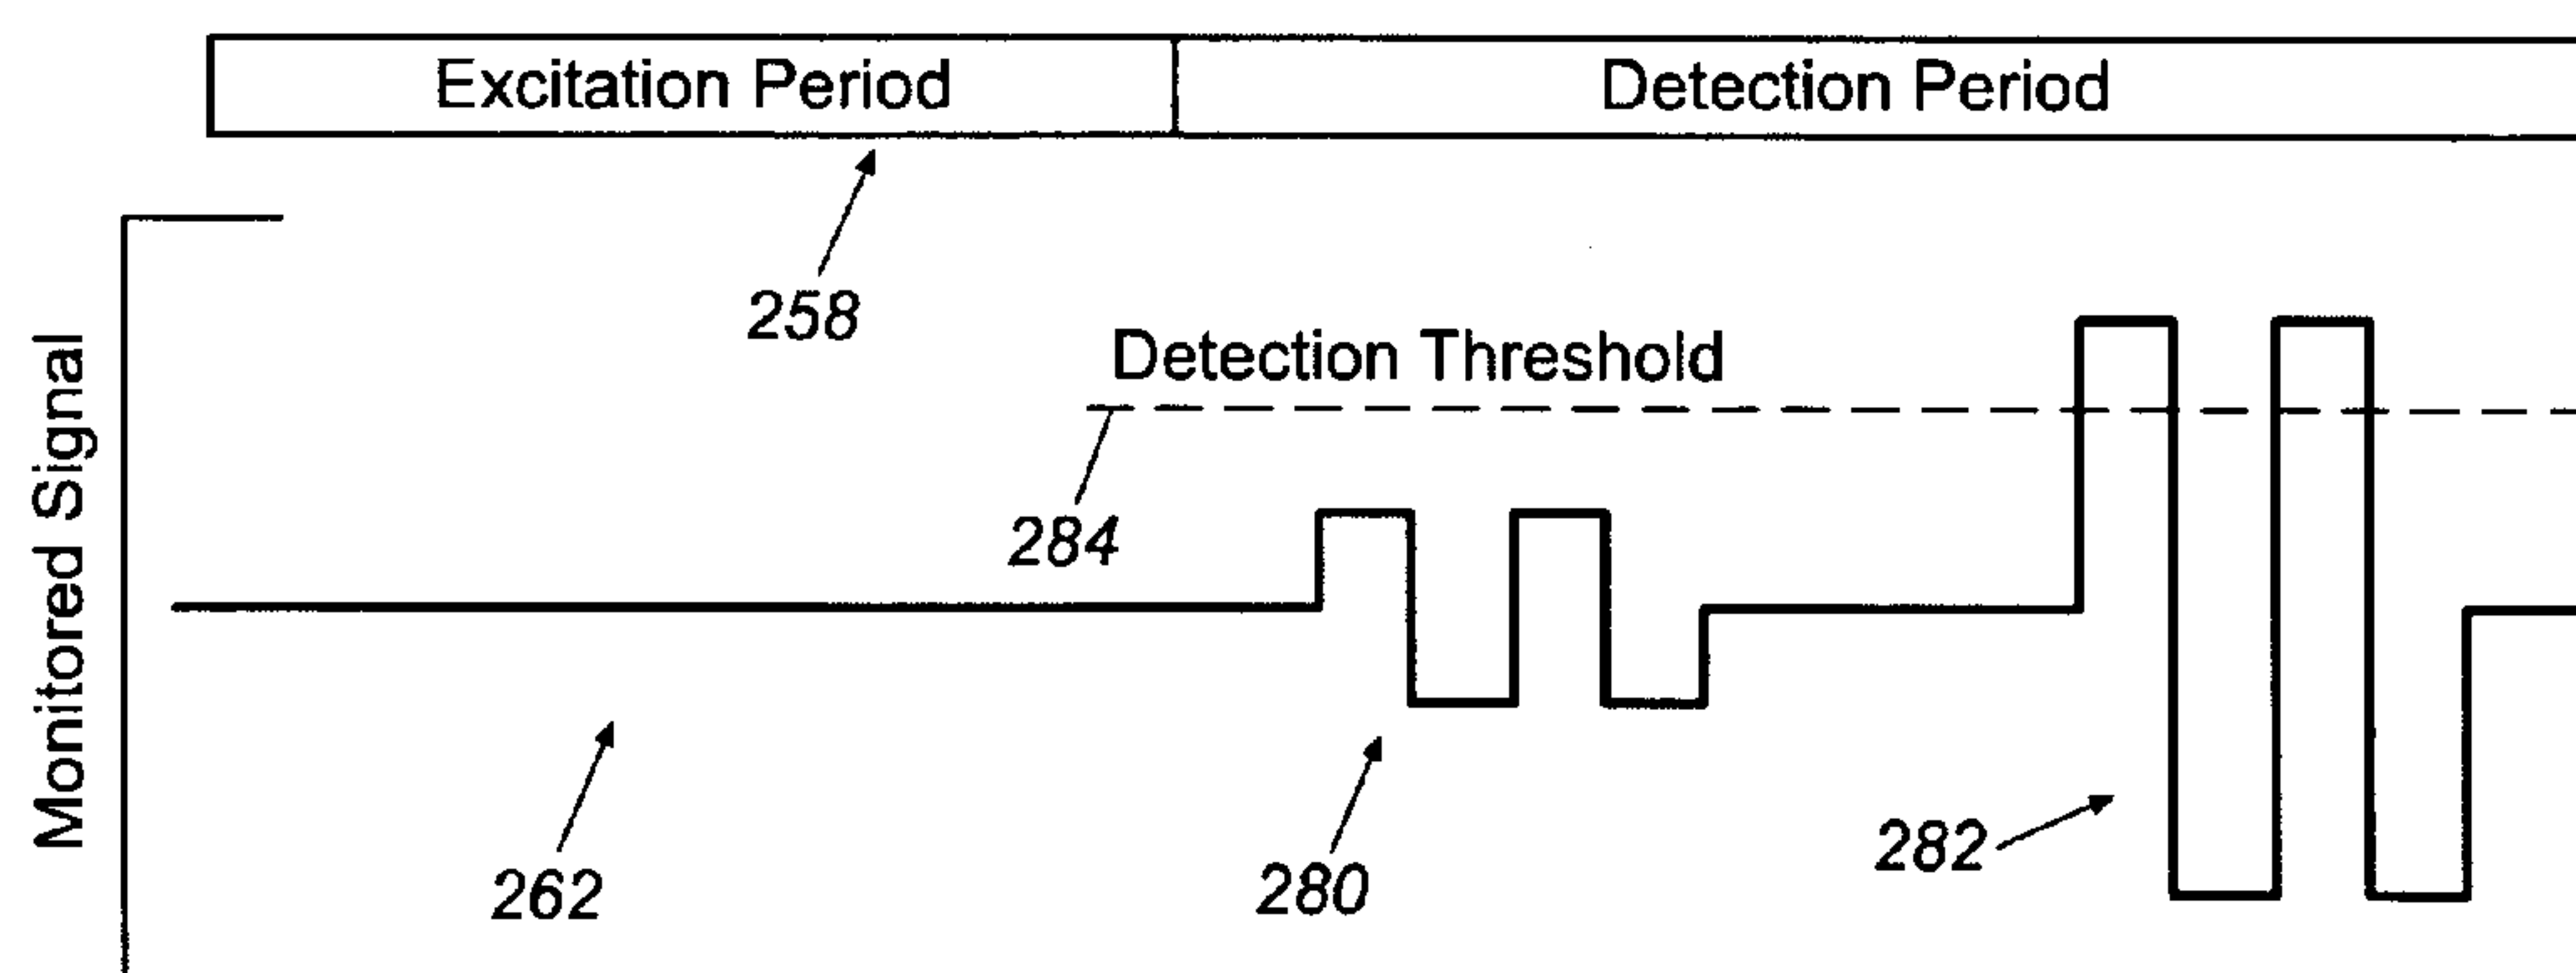 Excitation Period
Detection Period
258
Detection Threshold
284
Monitored Signal
262
280
282